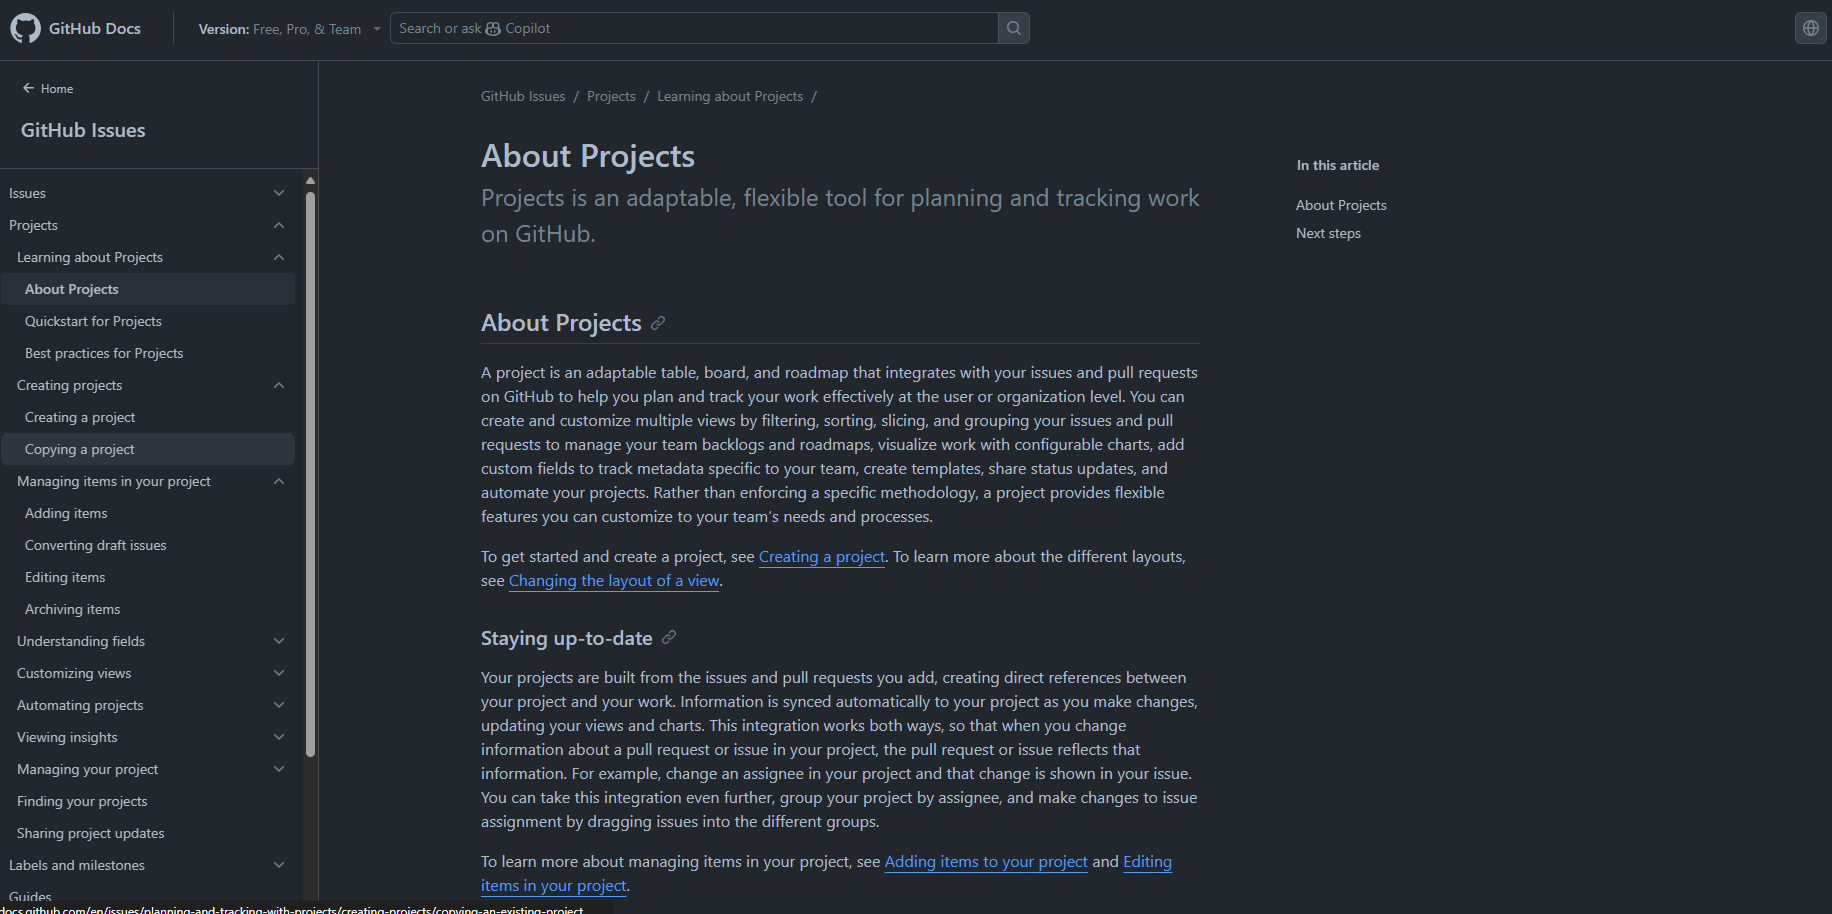 GitHub Docs
Version: Free, Pro, & Team
Search or ask Copilot
Home
GitHub Issues
Issues
Projects
Learning about Projects
About Projects
Quickstart for Projects
Best practices for Projects
Creating projects
Creating a project
Copying a project
Managing items in your project
Adding items
Converting draft issues
Editing items
Archiving items
Understanding fields
Customizing views
Automating projects
Viewing insights
Managing your project
Finding your projects
Sharing project updates
Labels and milestones
Guides
docs.github.com/en/issues/planning-and-tracking-with-projects/creating-projects/copying-an-existing-project
GitHub Issues / Projects / Learning about Projects /
About Projects
Projects is an adaptable, flexible tool for planning and tracking work
on GitHub.
About Projects
A project is an adaptable table, board, and roadmap that integrates with your issues and pull requests
on GitHub to help you plan and track your work effectively at the user or organization level. You can
create and customize multiple views by filtering, sorting, slicing, and grouping your issues and pull
requests to manage your team backlogs and roadmaps, visualize work with configurable charts, add
custom fields to track metadata specific to your team, create templates, share status updates, and
automate your projects. Rather than enforcing a specific methodology, a project provides flexible
features you can customize to your team’s needs and processes.
To get started and create a project, see Creating a project. To learn more about the different layouts,
see Changing the layout of a view.
Staying up-to-date
Your projects are built from the issues and pull requests you add, creating direct references between
your project and your work. Information is synced automatically to your project as you make changes,
updating your views and charts. This integration works both ways, so that when you change
information about a pull request or issue in your project, the pull request or issue reflects that
information. For example, change an assignee in your project and that change is shown in your issue.
You can take this integration even further, group your project by assignee, and make changes to issue
assignment by dragging issues into the different groups.
To learn more about managing items in your project, see Adding items to your project and Editing
items in your project.
In this article
About Projects
Next steps